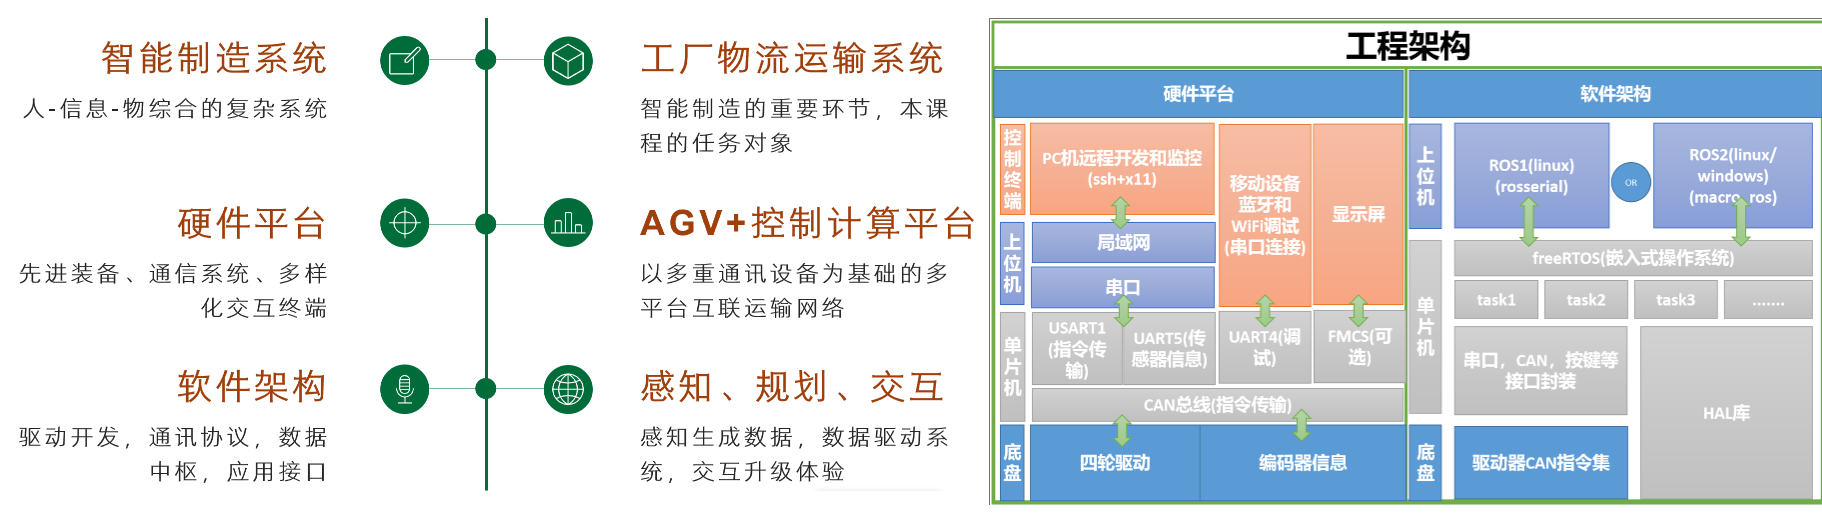 智能制造系统
人-信息-物综合的复杂系统
工厂物流运输系统
智能制造的重要环节，本课
程的任务对象
硬件平台
先进装备、通信系统、多样
化交互终端
AGV+控制计算平台
以多重通讯设备为基础的多
平台互联运输网络
软件架构
驱动开发，通讯协议，数据
中枢，应用接口
感知、规划、交互
感知生成数据，数据驱动系
统，交互升级体验
工程架构
硬件平台
控制终端
PC机远程开发和监控
(ssh+x11)
移动设备
蓝牙和
WiFi调试
(串口连接)
显示屏
上位机
局域网
串口
单片机
USART1
(指令传
输)
UART5(传
感器信息)
UART4(调
试)
FMCS(可
选)
CAN总线(指令传输)
底盘
四轮驱动
编码器信息
软件架构
上位机
ROS1(linux)
(rosserial)
OR
ROS2(linux/
windows)
(macro_ros)
单片机
freeRTOS(嵌入式操作系统)
task1
task2
task3
.......
串口，CAN，按键等
接口封装
HAL库
底盘
驱动器CAN指令集